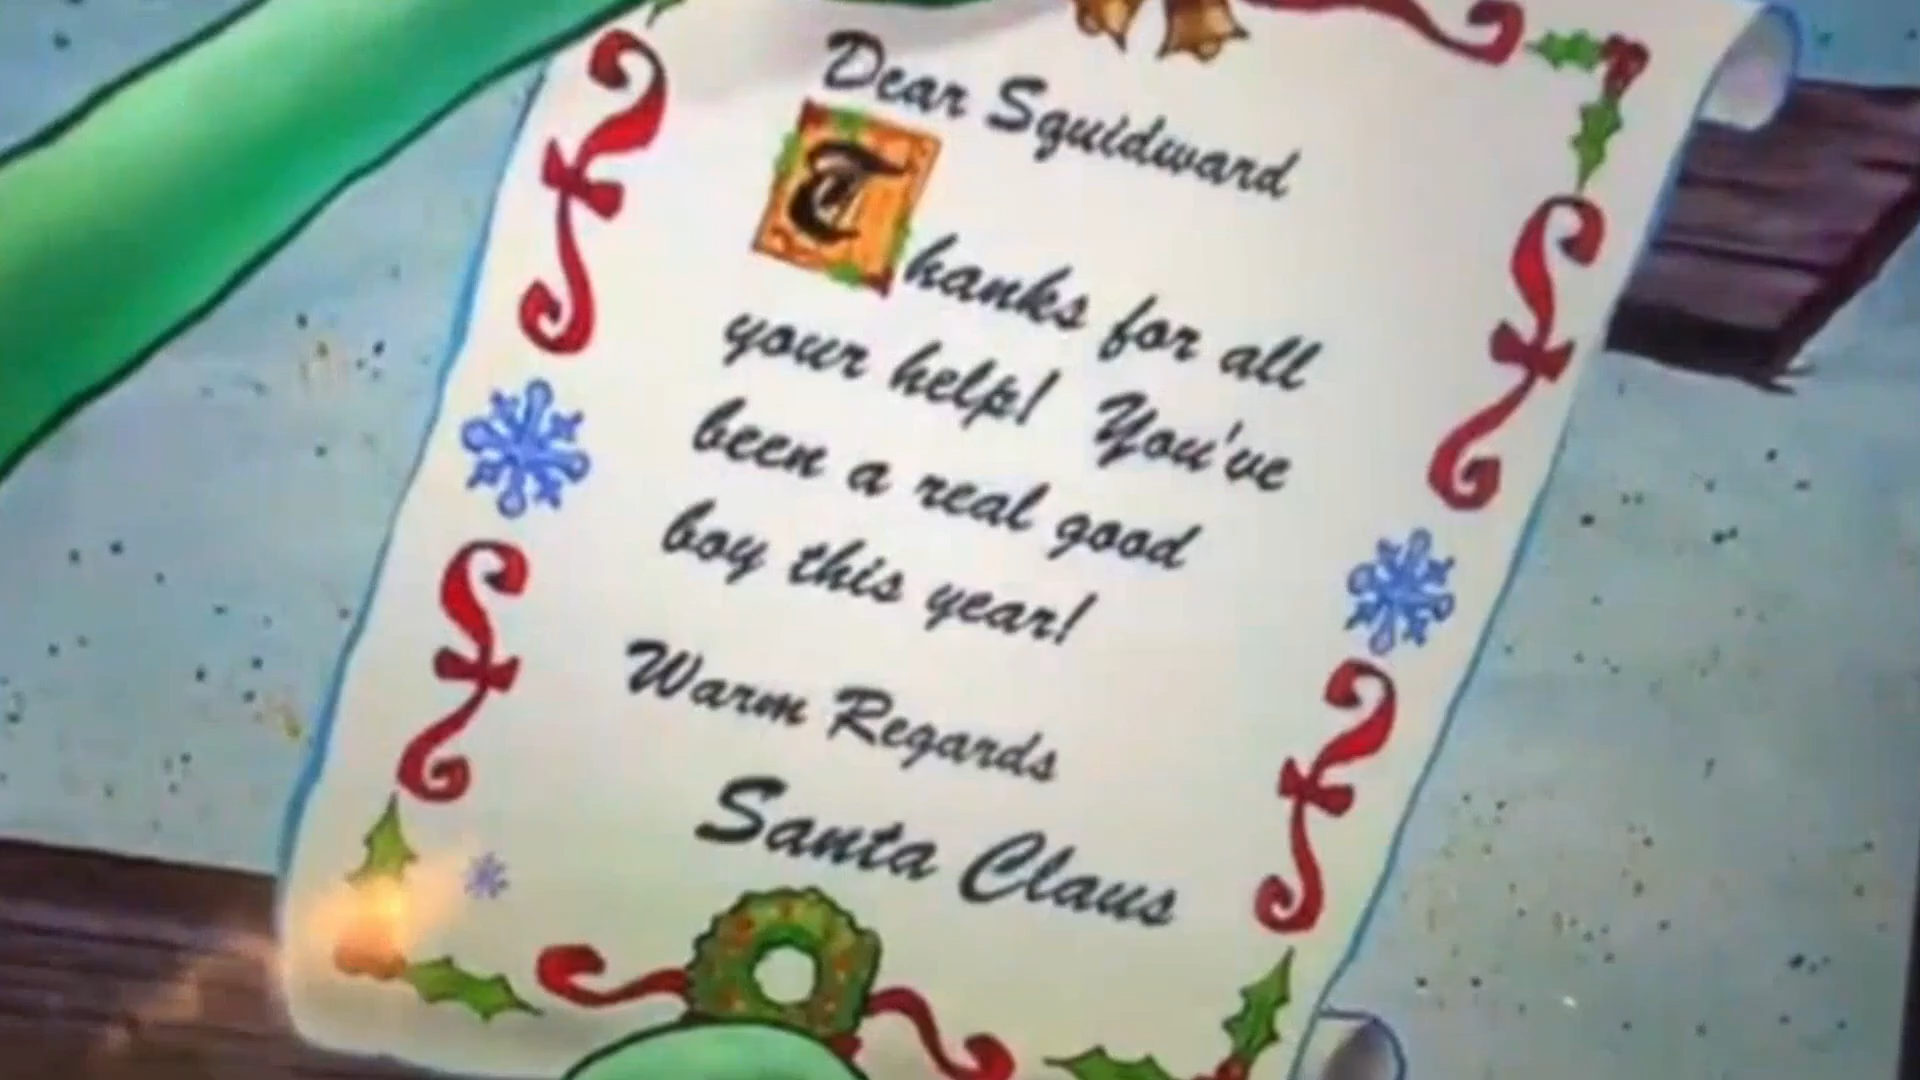 Dear Squidward
Thanks for all
your help! You've
been a real good
boy this year!
Warm Regards
Santa Claus